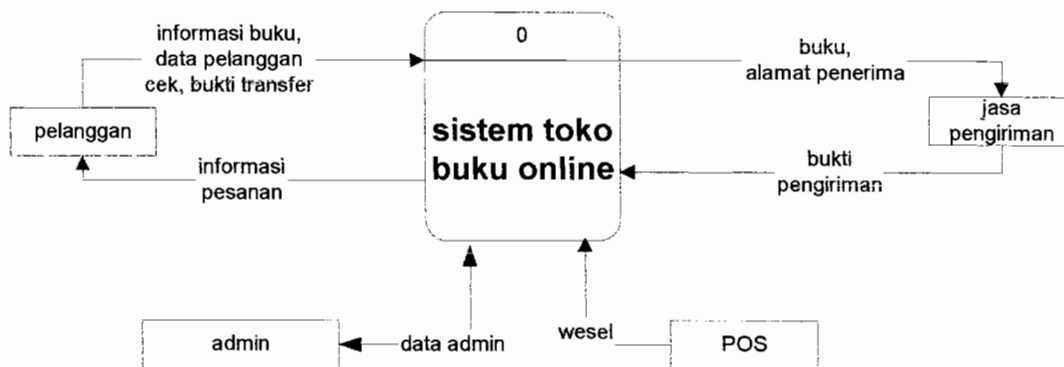 informasi buku,
data pelanggan
cek, bukti transfer
0
buku,
alamat penerima
pelanggan
sistem toko
buku online
jasa
pengiriman
informasi
pesanan
bukti
pengiriman
admin
data admin
wesel
POS